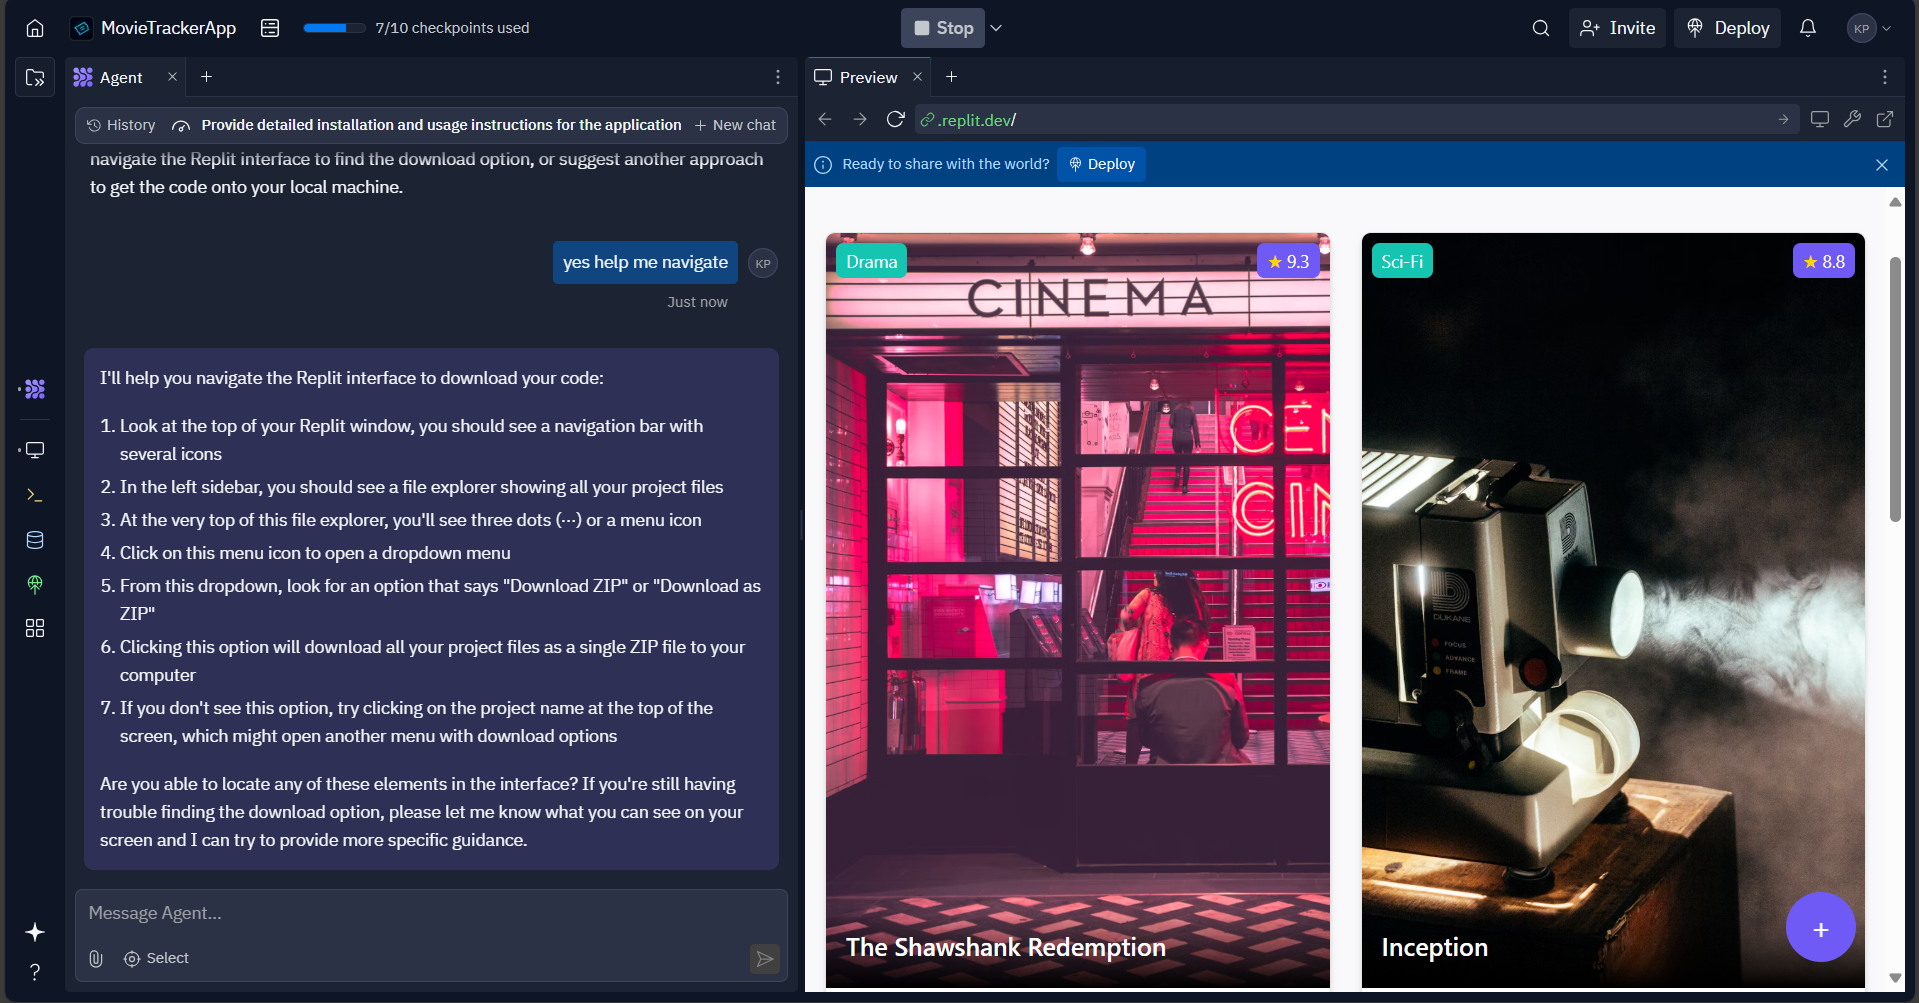 MovieTrackerApp
7/10 checkpoints used
Stop
Invite
Deploy
KP
Agent
Preview
History
Provide detailed installation and usage instructions for the application
New chat
.replit.dev/
Ready to share with the world?
Deploy
navigate the Replit interface to find the download option, or suggest another approach
to get the code onto your local machine.
yes help me navigate
KP
Just now
I'll help you navigate the Replit interface to download your code:
1. Look at the top of your Replit window, you should see a navigation bar with
several icons
2. In the left sidebar, you should see a file explorer showing all your project files
3. At the very top of this file explorer, you'll see three dots (···) or a menu icon
4. Click on this menu icon to open a dropdown menu
5. From this dropdown, look for an option that says "Download ZIP" or "Download as
ZIP"
6. Clicking this option will download all your project files as a single ZIP file to your
computer
7. If you don't see this option, try clicking on the project name at the top of the
screen, which might open another menu with download options
Are you able to locate any of these elements in the interface? If you're still having
trouble finding the download option, please let me know what you can see on your
screen and I can try to provide more specific guidance.
Message Agent...
Select
Drama
★ 9.3
CINEMA
CEN
CIN
The Shawshank Redemption
Sci-Fi
★ 8.8
DUKANE
FOCUS
ADVANCE
FRAME
Inception
+